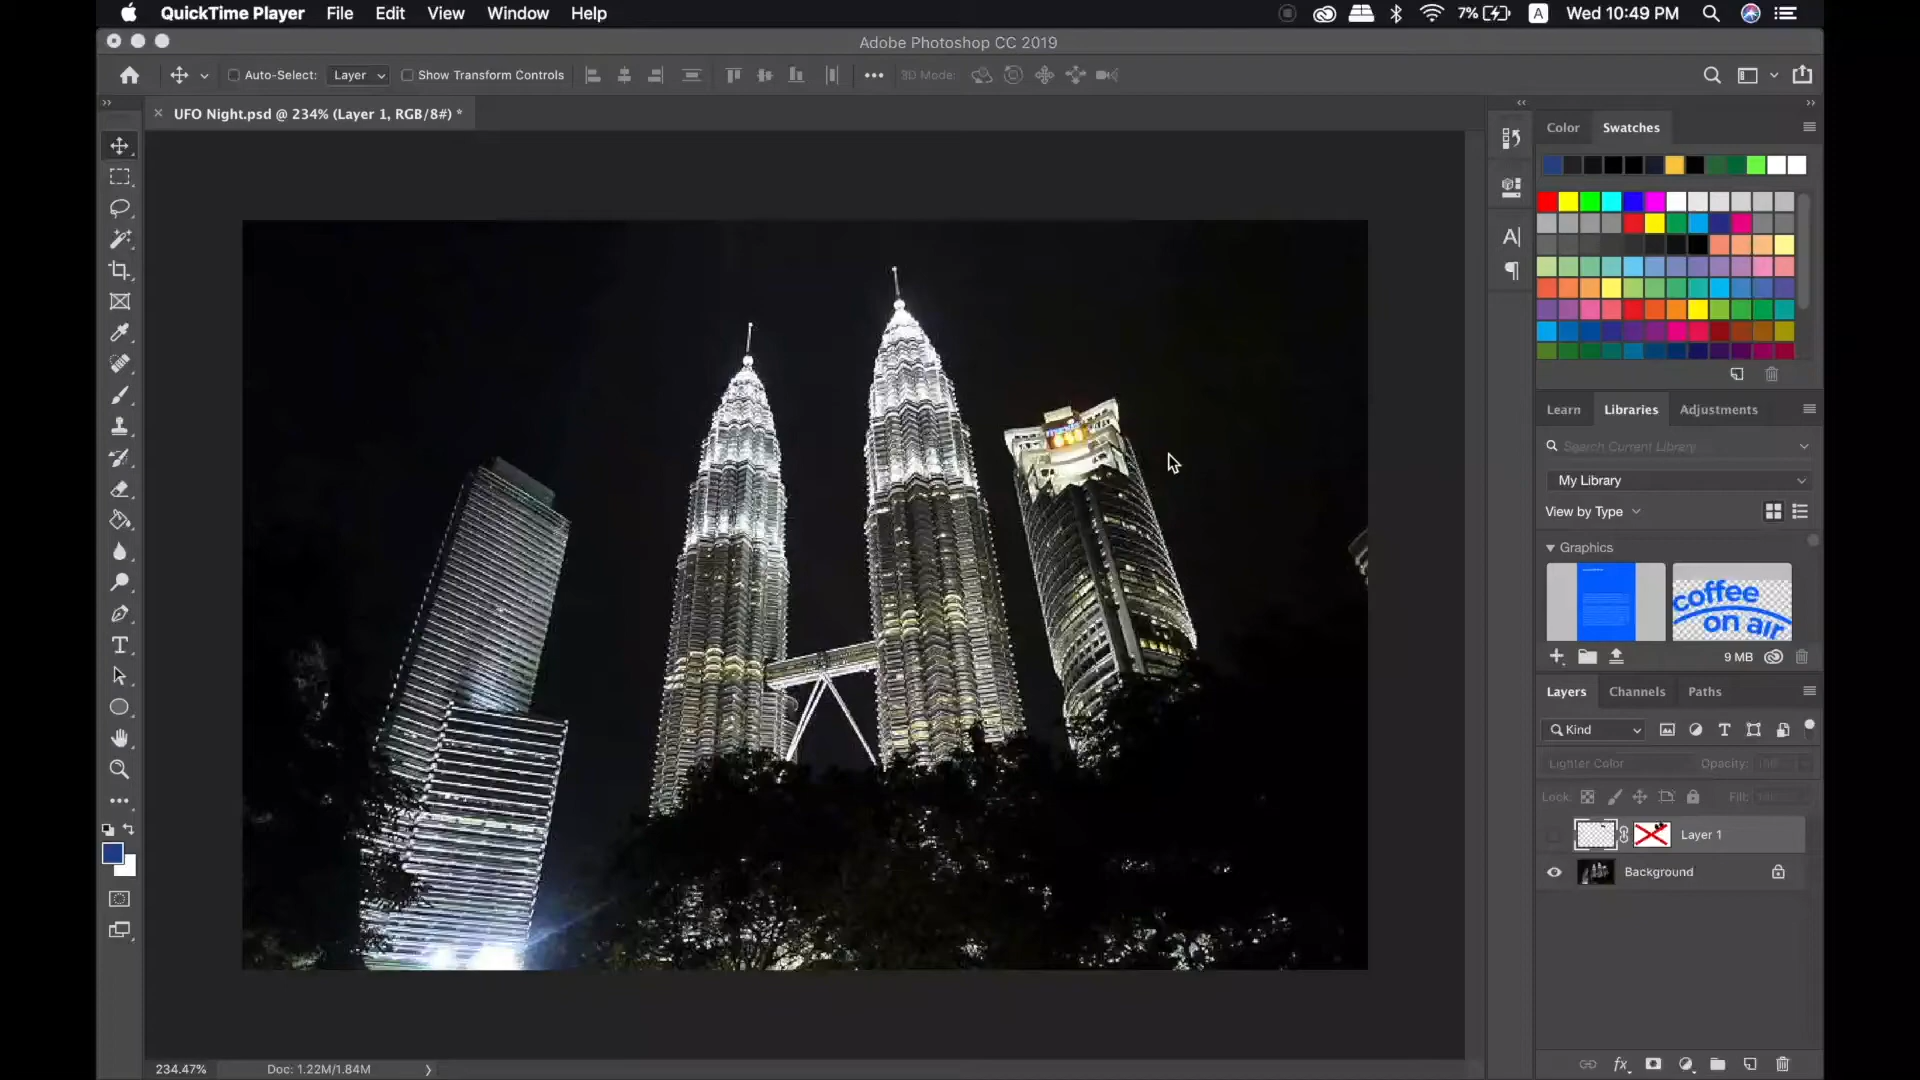 QuickTime Player File Edit View Window Help 7% A Wed 10:49 PM
Adobe Photoshop CC 2019
Auto-Select: Layer Show Transform Controls 3D Mode:
UFO Night.psd @ 234% (Layer 1, RGB/8#) *
Color Swatches
Learn Libraries Adjustments
Search Current Library
My Library
View by Type
Graphics
coffee
on air
9 MB
Layers Channels Paths
Kind
Lighter Color Opacity:
Lock: Fill:
Layer 1
Background
234.47% Doc: 1.22M/1.84M